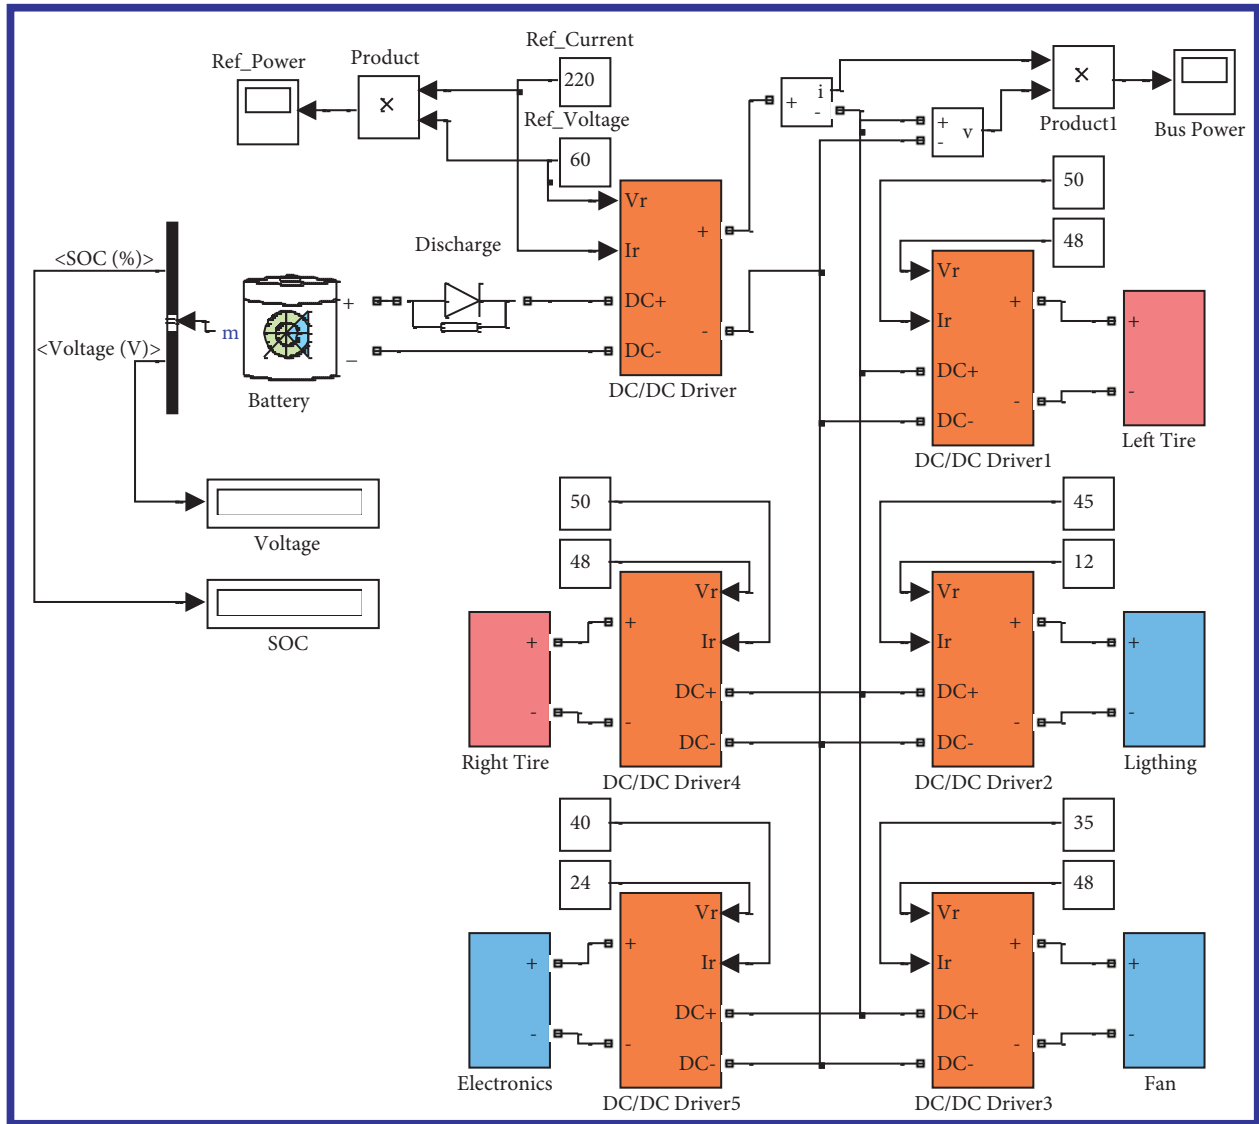 Ref_Current
Ref_Power
Product
220
×
Ref_Voltage
60
i
+
-
+
-
v
×
Product1
Bus Power
50
48
Vr
Ir
DC+
DC-
+
-
DC/DC Driver
Discharge
<SOC (%)>
<Voltage (V)>
m
+
−
Battery
Voltage
SOC
Vr
Ir
DC+
DC-
+
-
DC/DC Driver1
+
-
Left Tire
50
48
Vr
Ir
DC+
DC-
+
-
DC/DC Driver4
+
-
Right Tire
45
12
Vr
Ir
DC+
DC-
+
-
DC/DC Driver2
+
-
Ligthing
40
24
Vr
Ir
DC+
DC-
+
-
DC/DC Driver5
+
-
Electronics
35
48
Vr
Ir
DC+
DC-
+
-
DC/DC Driver3
+
-
Fan